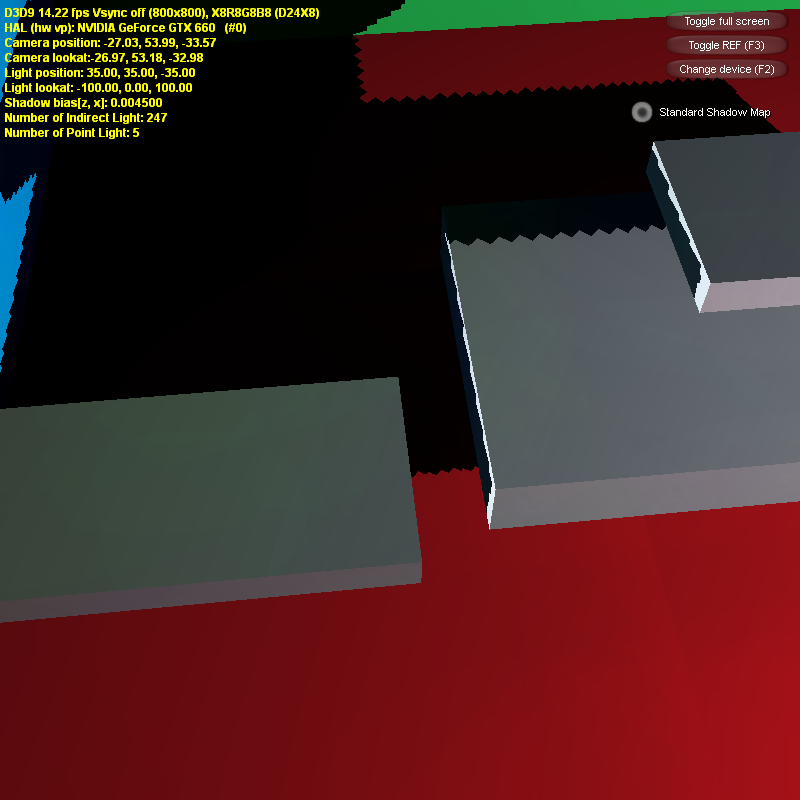 D3D9 14.22 fps Vsync off (800x800), X8R8G8B8 (D24X8)
HAL (hw vp): NVIDIA GeForce GTX 660 (#0)
Camera position: -27.03, 53.99, -33.57
Camera lookat:-26.97, 53.18, -32.98
Light position: 35.00, 35.00, -35.00
Light lookat: -100.00, 0.00, 100.00
Shadow bias[z, x]: 0.004500
Number of Indirect Light: 247
Number of Point Light: 5
Toggle full screen
Toggle REF (F3)
Change device (F2)
Standard Shadow Map